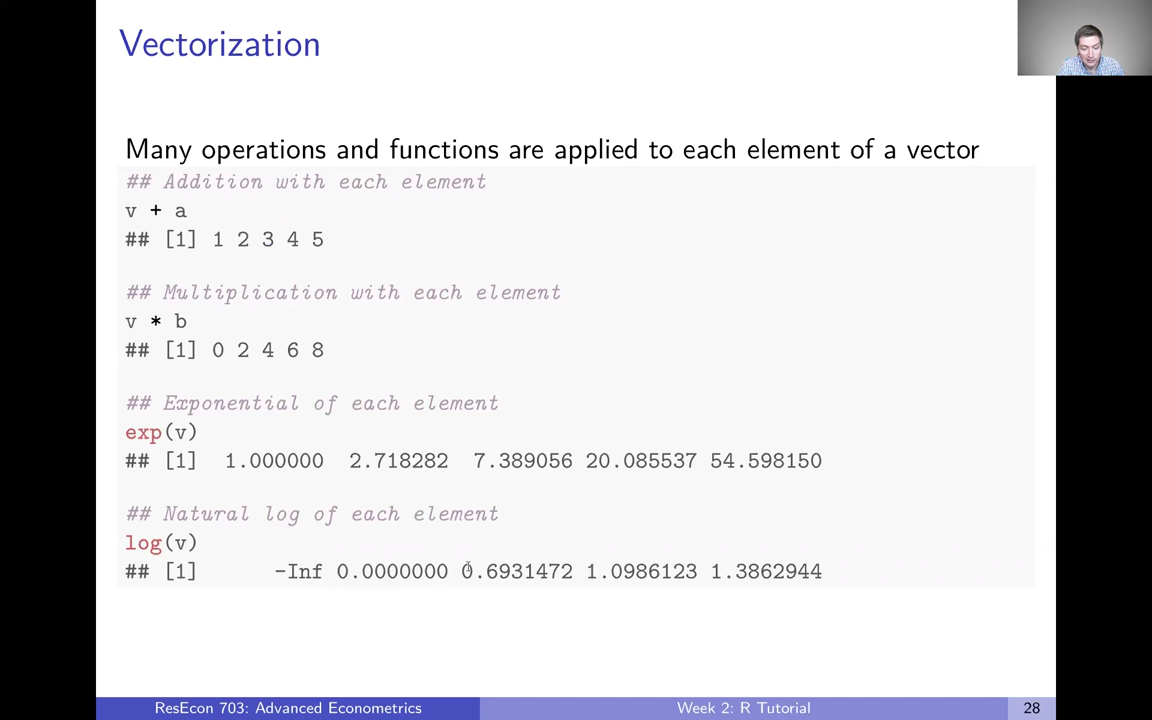 Vectorization
Many operations and functions are applied to each element of a vector
## Addition with each element
v + a
## [1] 1 2 3 4 5
## Multiplication with each element
v * b
## [1] 0 2 4 6 8
## Exponential of each element
exp(v)
## [1] 1.000000 2.718282 7.389056 20.085537 54.598150
## Natural log of each element
log(v)
## [1] -Inf 0.0000000 0.6931472 1.0986123 1.3862944
ResEcon 703: Advanced Econometrics Week 2: R Tutorial 28